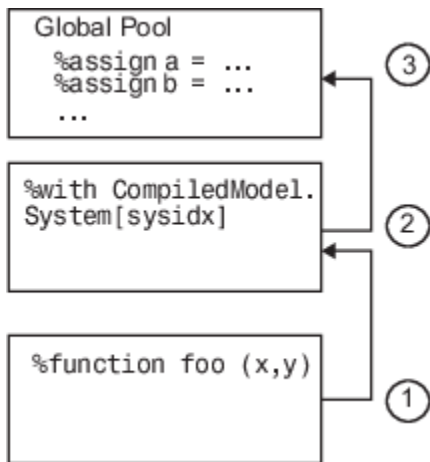 Global Pool
%assign a = ...
%assign b = ...
...
3
%with CompiledModel.
System[sysidx]
2
%function foo (x,y)
1